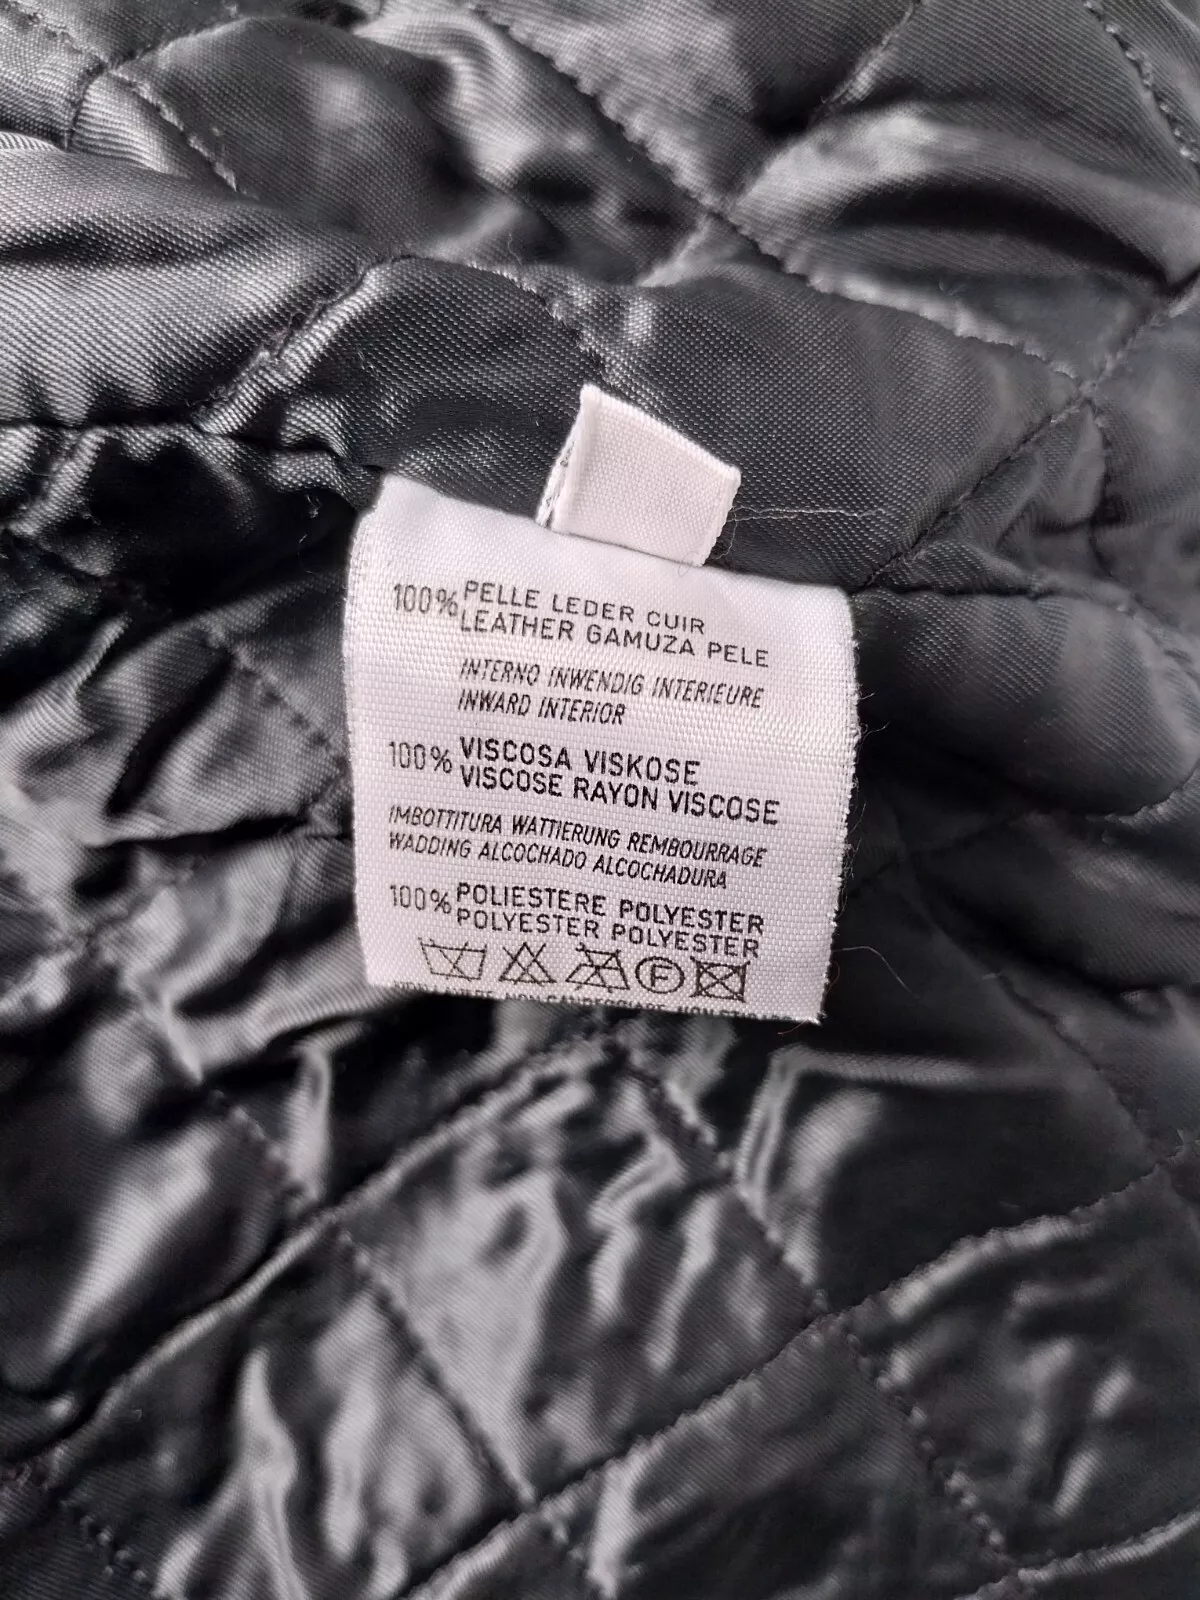 100% PELLE LEDER CUIR
LEATHER GAMUZA PELE
INTERNO INWENDIG INTERIEURE
INWARD INTERIOR
100% VISCOSA VISKOSE
VISCOSE RAYON VISCOSE
IMBOTTITURA WATTIERUNG REMBOURRAGE
WADDING ALCOCHADO ALCOCHADURA
100% POLIESTERE POLYESTER
POLYESTER POLYESTER
F